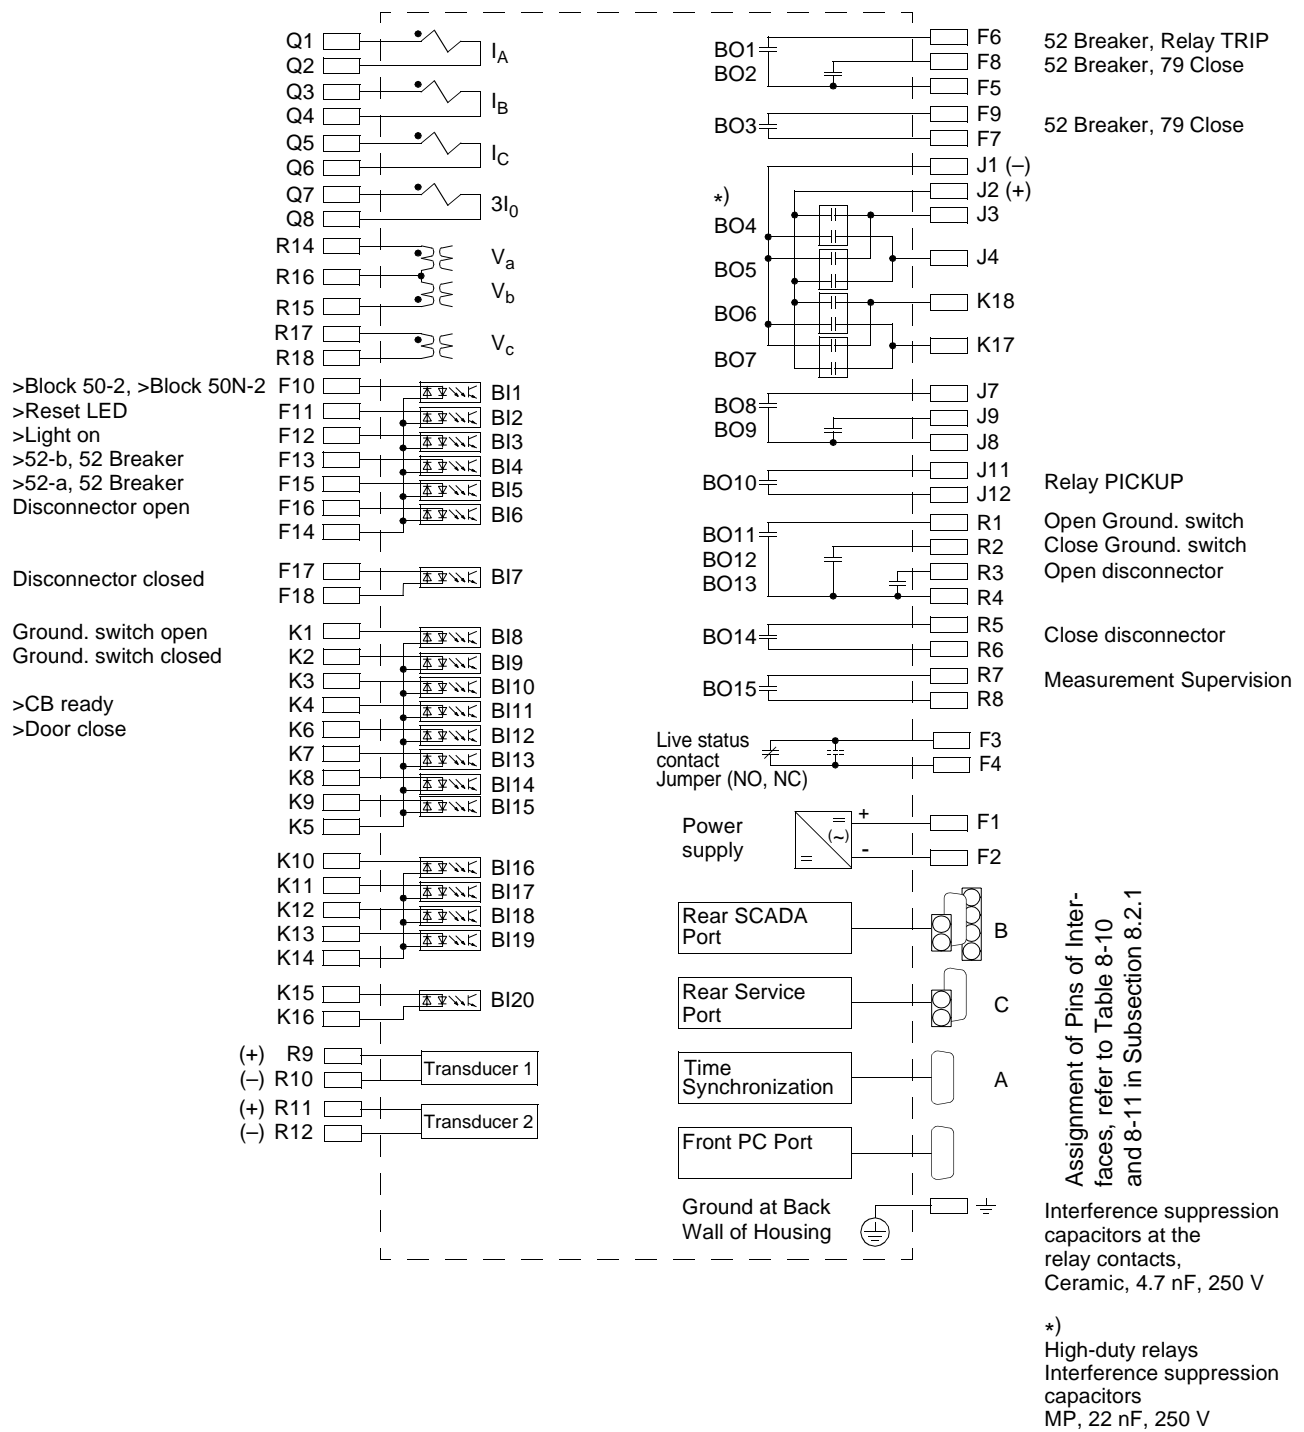 Q1
Q2
I_A
Q3
Q4
I_B
Q5
Q6
I_C
Q7
Q8
3I_0
R14
R16
R15
V_a
V_b
R17
R18
V_c
>Block 50-2, >Block 50N-2 F10 BI1
>Reset LED F11 BI2
>Light on F12 BI3
>52-b, 52 Breaker F13 BI4
>52-a, 52 Breaker F15 BI5
Disconnector open F16 BI6
F14
Disconnector closed F17 BI7
F18
Ground. switch open K1 BI8
Ground. switch closed K2 BI9
K3 BI10
>CB ready K4 BI11
>Door close K6 BI12
K7 BI13
K8 BI14
K9 BI15
K5
K10 BI16
K11 BI17
K12 BI18
K13 BI19
K14
K15 BI20
K16
(+) R9
(–) R10
Transducer 1
(+) R11
(–) R12
Transducer 2
BO1 F6 52 Breaker, Relay TRIP
BO2 F8 52 Breaker, 79 Close
F5
BO3 F9 52 Breaker, 79 Close
F7
J1 (–)
J2 (+)
*)
BO4 J3
BO5 J4
BO6 K18
BO7 K17
BO8 J7
BO9 J9
J8
BO10 J11 Relay PICKUP
J12
BO11 R1 Open Ground. switch
BO12 R2 Close Ground. switch
BO13 R3 Open disconnector
R4
BO14 R5 Close disconnector
R6
BO15 R7 Measurement Supervision
R8
Live status
contact
Jumper (NO, NC)
F3
F4
Power
supply
=
(~)
=
+
-
F1
F2
Rear SCADA
Port
B
Rear Service
Port
C
Time
Synchronization
A
Front PC Port
Ground at Back
Wall of Housing
Assignment of Pins of Inter-
faces, refer to Table 8-10
and 8-11 in Subsection 8.2.1
Interference suppression
capacitors at the
relay contacts,
Ceramic, 4.7 nF, 250 V
*)
High-duty relays
Interference suppression
capacitors
MP, 22 nF, 250 V